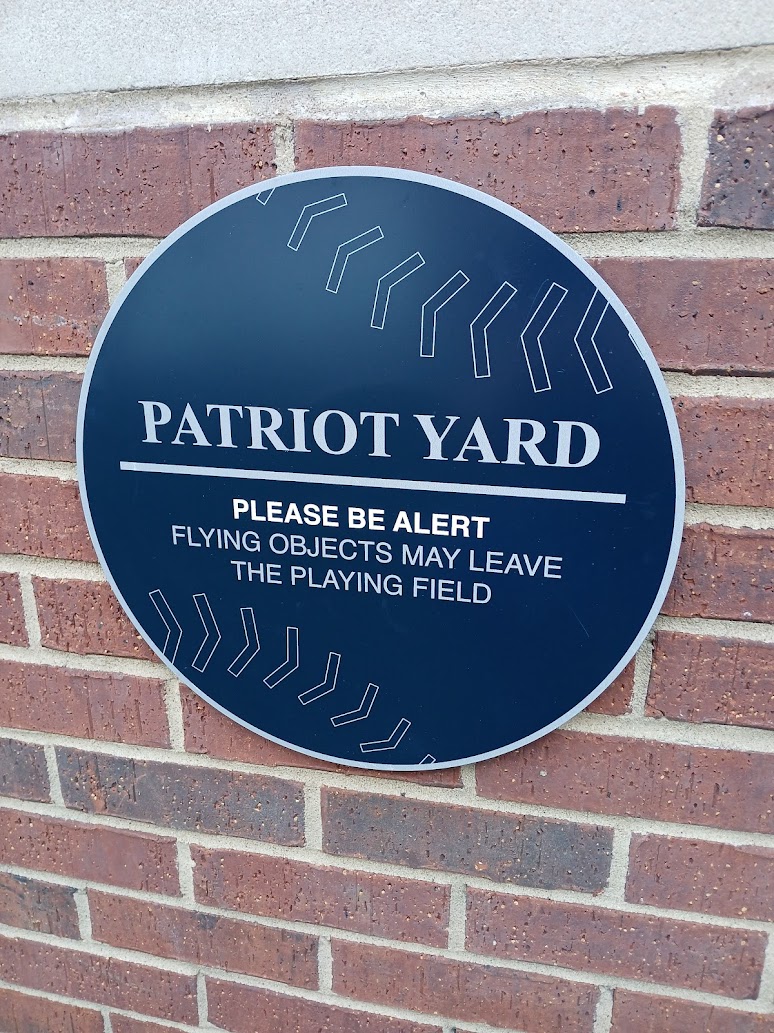 PATRIOT YARD
PLEASE BE ALERT
FLYING OBJECTS MAY LEAVE
THE PLAYING FIELD